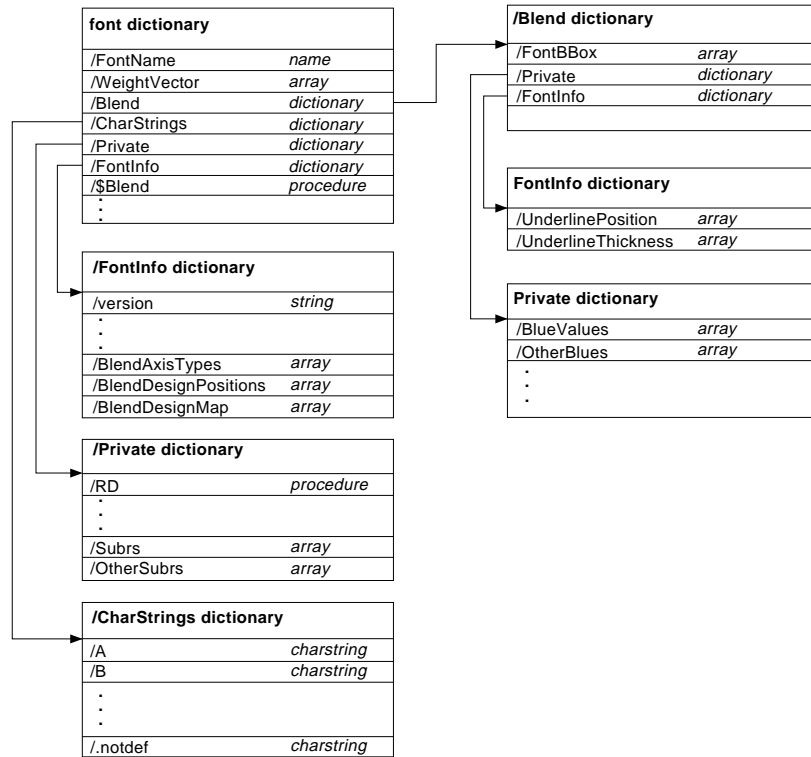 font dictionary
/FontName name
/WeightVector array
/Blend dictionary
/CharStrings dictionary
/Private dictionary
/FontInfo dictionary
/$Blend procedure
/FontInfo dictionary
/version string
/BlendAxisTypes array
/BlendDesignPositions array
/BlendDesignMap array
/Private dictionary
/RD procedure
/Subrs array
/OtherSubrs array
/CharStrings dictionary
/A charstring
/B charstring
/.notdef charstring
/Blend dictionary
/FontBBox array
/Private dictionary
/FontInfo dictionary
FontInfo dictionary
/UnderlinePosition array
/UnderlineThickness array
Private dictionary
/BlueValues array
/OtherBlues array